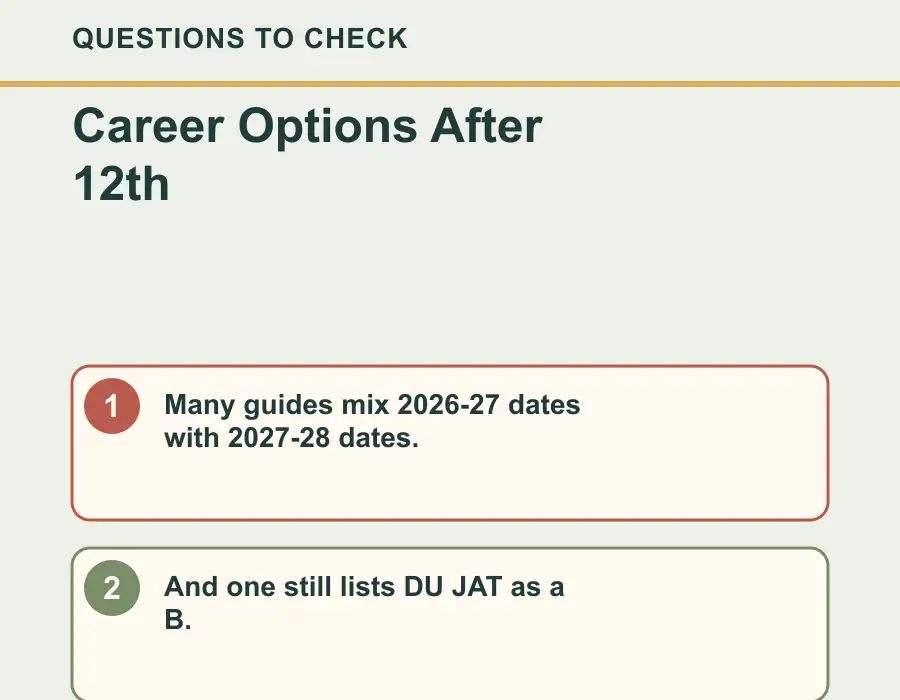 QUESTIONS TO CHECK
Career Options After
12th
1
Many guides mix 2026-27 dates
with 2027-28 dates.
2
And one still lists DU JAT as a
B.